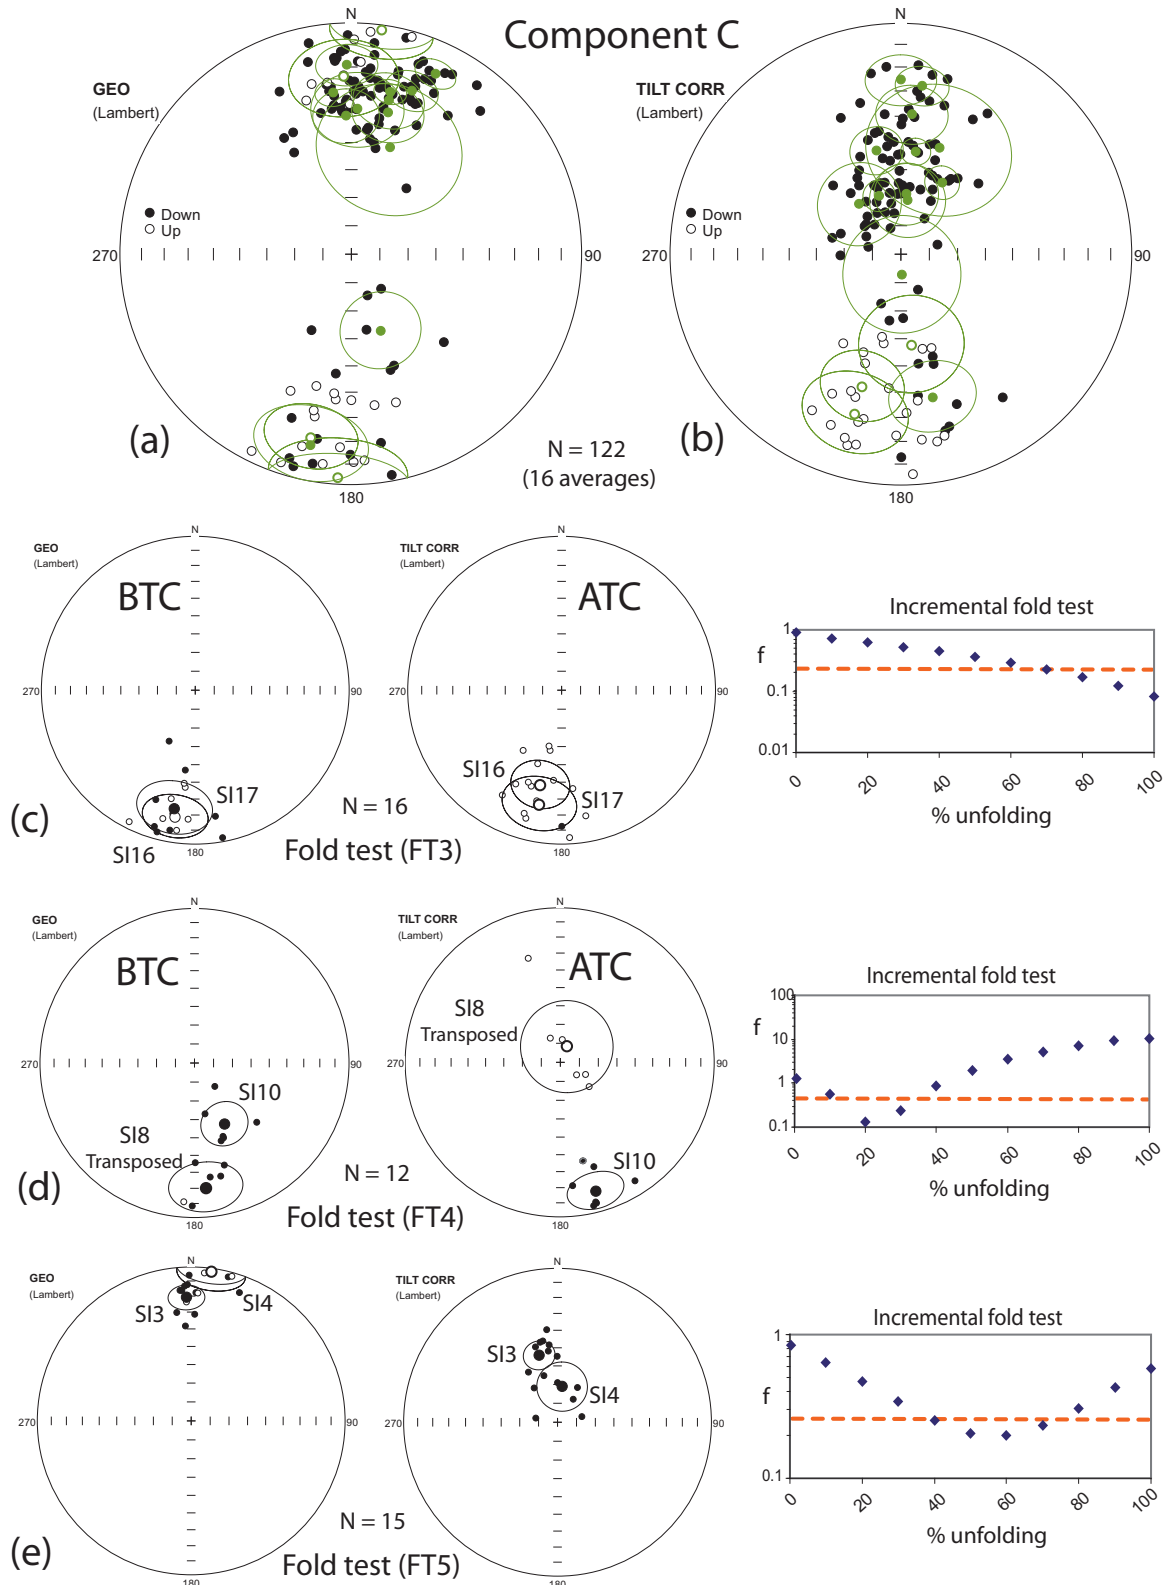 Component C
N
GEO
(Lambert)
Down
Up
270
90
180
(a)
N = 122
(16 averages)
N
TILT CORR
(Lambert)
Down
Up
270
90
180
(b)
N
GEO
(Lambert)
BTC
270
90
SI17
SI16
180
(c)
N = 16
Fold test (FT3)
N
TILT CORR
(Lambert)
ATC
270
90
SI16
SI17
180
Incremental fold test
f
1
0.1
0.01
0
20
40
60
80
100
% unfolding
GEO
(Lambert)
N
BTC
270
90
SI10
SI8
Transposed
180
(d)
N = 12
Fold test (FT4)
TILT CORR
(Lambert)
N
ATC
SI8
Transposed
270
90
SI10
180
Incremental fold test
f
100
10
1
0.1
0
20
40
60
80
100
% unfolding
N
GEO
(Lambert)
SI3
SI4
270
90
180
(e)
N = 15
Fold test (FT5)
N
TILT CORR
(Lambert)
SI3
SI4
270
90
180
Incremental fold test
f
1
0.1
0
20
40
60
80
100
% unfolding